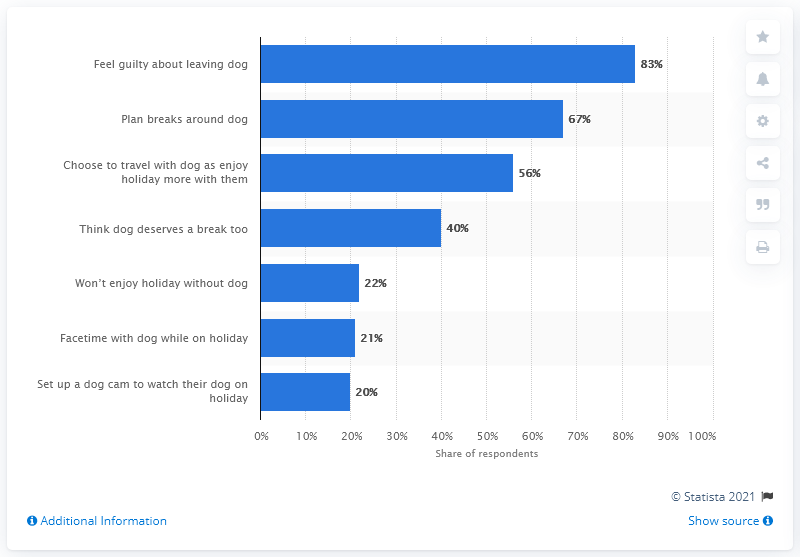 Feel guilty about leaving dog
83%
Plan breaks around dog
67%
Choose to travel with dog as enjoy
holiday more with them
56%
Think dog deserves a break too
40%
Won’t enjoy holiday without dog
22%
Facetime with dog while on holiday
21%
Set up a dog cam to watch their dog on
holiday
20%
0% 10% 20% 30% 40% 50% 60% 70% 80% 90% 100%
Share of respondents
© Statista 2021
Additional Information
Show source